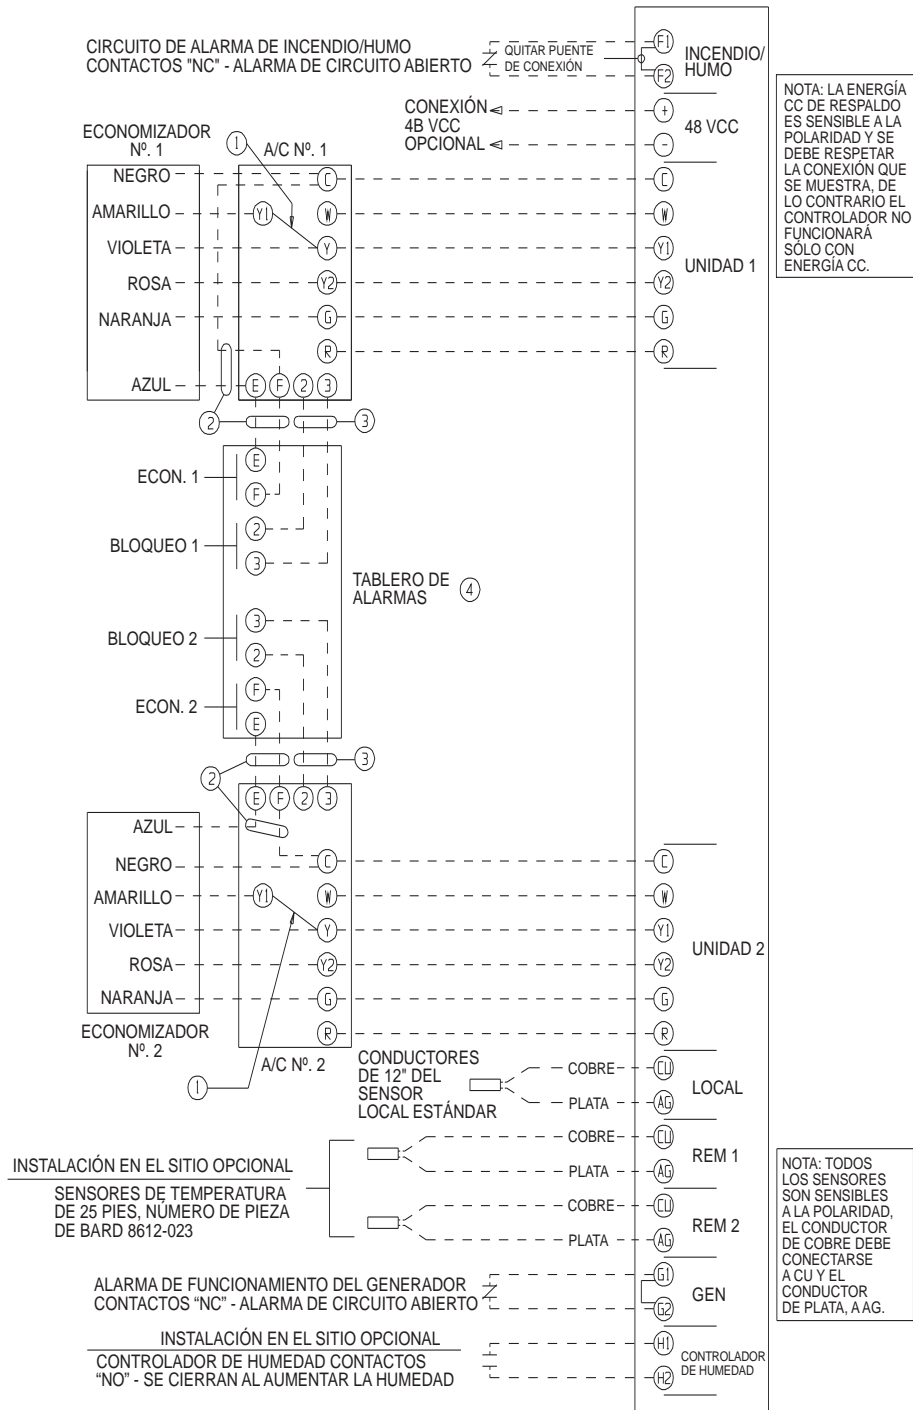 CIRCUITO DE ALARMA DE INCENDIO/HUMO
CONTACTOS "NC" - ALARMA DE CIRCUITO ABIERTO
QUITAR PUENTE
DE CONEXIÓN
F1
F2
INCENDIO/
HUMO
CONEXIÓN
4B VCC
OPCIONAL
+
-
48 VCC
NOTA: LA ENERGÍA
CC DE RESPALDO
ES SENSIBLE A LA
POLARIDAD Y SE
DEBE RESPETAR
LA CONEXIÓN QUE
SE MUESTRA, DE
LO CONTRARIO EL
CONTROLADOR NO
FUNCIONARÁ
SÓLO CON
ENERGÍA CC.
ECONOMIZADOR
Nº. 1
1
A/C Nº. 1
NEGRO
AMARILLO
VIOLETA
ROSA
NARANJA
AZUL
C
Y1
W
Y
Y2
G
R
E
F
2
3
C
W
Y1
Y2
G
R
UNIDAD 1
2
3
ECON. 1
E
F
BLOQUEO 1
2
3
TABLERO DE
ALARMAS
4
BLOQUEO 2
3
2
ECON. 2
F
E
2
3
E
F
2
3
AZUL
NEGRO
AMARILLO
VIOLETA
ROSA
NARANJA
C
Y1
W
Y
Y2
G
R
C
W
Y1
Y2
G
R
UNIDAD 2
ECONOMIZADOR
Nº. 2
A/C Nº. 2
1
CONDUCTORES
DE 12" DEL
SENSOR
LOCAL ESTÁNDAR
COBRE
PLATA
CU
AG
LOCAL
INSTALACIÓN EN EL SITIO OPCIONAL
SENSORES DE TEMPERATURA
DE 25 PIES, NÚMERO DE PIEZA
DE BARD 8612-023
COBRE
PLATA
CU
AG
REM 1
COBRE
PLATA
CU
AG
REM 2
NOTA: TODOS
LOS SENSORES
SON SENSIBLES
A LA POLARIDAD,
EL CONDUCTOR
DE COBRE DEBE
CONECTARSE
A CU Y EL
CONDUCTOR
DE PLATA, A AG.
ALARMA DE FUNCIONAMIENTO DEL GENERADOR
CONTACTOS “NC” - ALARMA DE CIRCUITO ABIERTO
G1
G2
GEN
INSTALACIÓN EN EL SITIO OPCIONAL
CONTROLADOR DE HUMEDAD CONTACTOS
“NO” - SE CIERRAN AL AUMENTAR LA HUMEDAD
H1
H2
CONTROLADOR
DE HUMEDAD